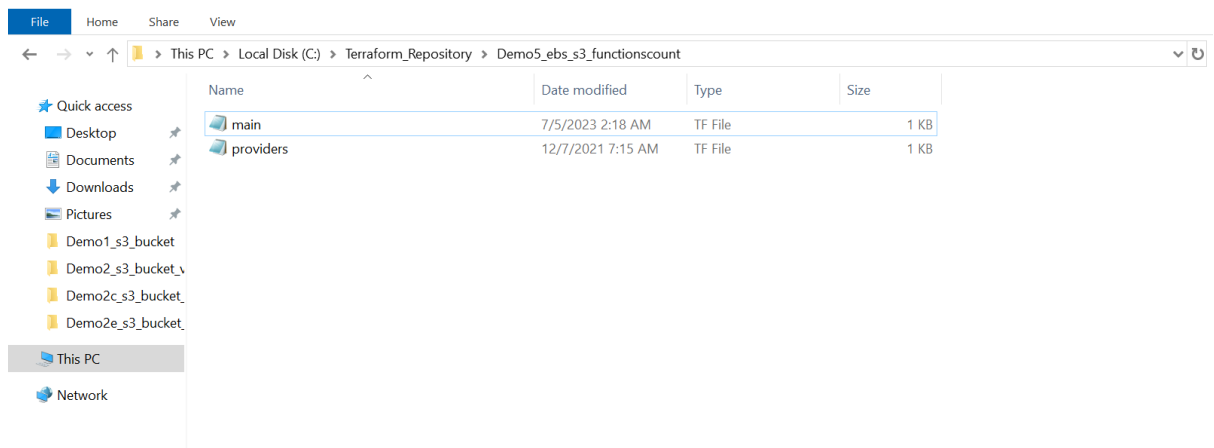 File Home Share View
This PC Local Disk (C:) Terraform_Repository Demo5_ebs_s3_functionscount
Name Date modified Type Size
Quick access
main 7/5/2023 2:18 AM TF File 1 KB
Desktop
providers 12/7/2021 7:15 AM TF File 1 KB
Documents
Downloads
Pictures
Demo1_s3_bucket
Demo2_s3_bucket_v
Demo2c_s3_bucket_
Demo2e_s3_bucket_
This PC
Network